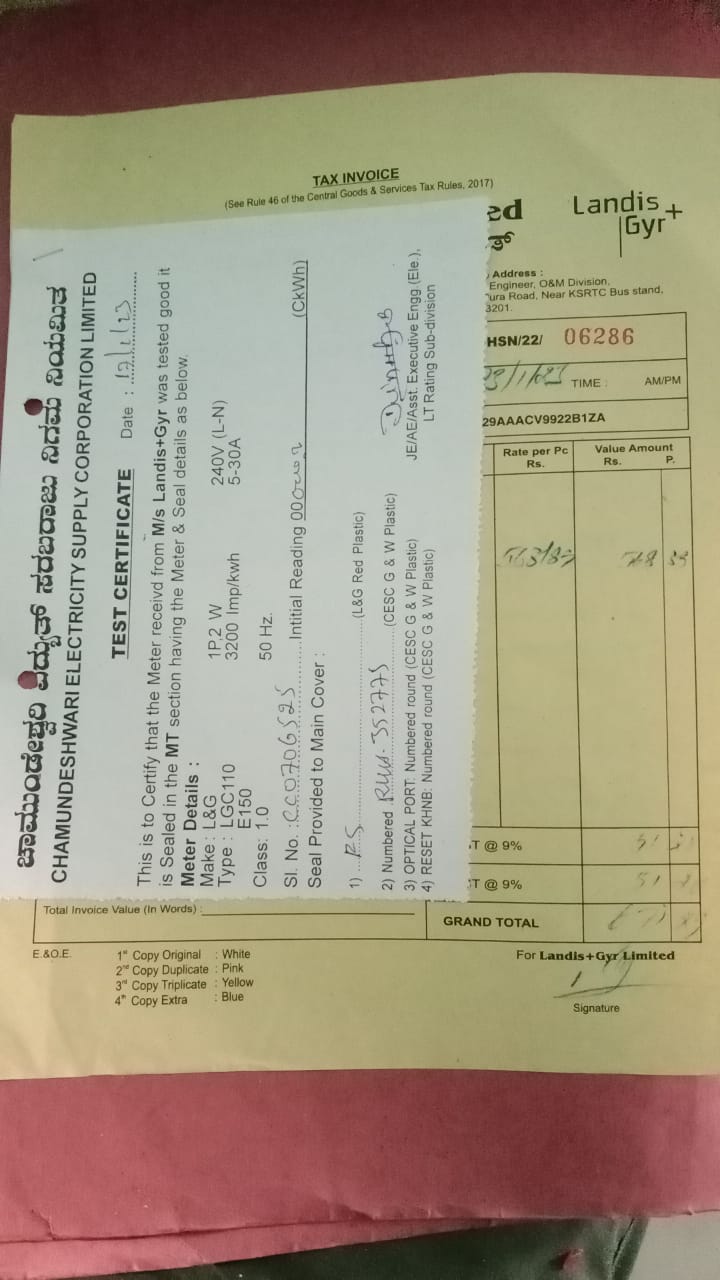 TAX INVOICE
(See Rule 46 of the Central Goods & Services Tax Rules, 2017)
Landis
Gyr+
Address :
Engineer, O&M Division,
ura Road, Near KSRTC Bus stand,
3201.
HSN/22/ 06286
TIME : AM/PM
29AAACV9922B1ZA
Rate per Pc Rs.
Value Amount Rs. P.
T @ 9%
T @ 9%
Total Invoice Value (In Words) :
GRAND TOTAL
E.&O.E.
1st Copy Original : White
2nd Copy Duplicate : Pink
3rd Copy Triplicate : Yellow
4th Copy Extra : Blue
For Landis+Gyr Limited
Signature
ಚಾಮುಂಡೇಶ್ವರಿ ವಿದ್ಯುತ್ ಸರಬರಾಜು ನಿಗಮ ನಿಯಮಿತ
CHAMUNDESHWARI ELECTRICITY SUPPLY CORPORATION LIMITED
TEST CERTIFICATE Date :
This is to Certify that the Meter receivd from M/s Landis+Gyr was tested good it
is Sealed in the MT section having the Meter & Seal details as below.
Meter Details :
Make : L&G 1P.2 W 240V (L-N)
Type : LGC110 3200 Imp/kwh 5-30A
E150
Class: 1.0 50 Hz.
Sl. No. : Intitial Reading (CkWh)
Seal Provided to Main Cover :
1) RS (L&G Red Plastic)
2) Numbered 352775 (CESC G & W Plastic)
3) OPTICAL PORT: Numbered round (CESC G & W Plastic)
4) RESET KHNB: Numbered round (CESC G & W Plastic)
JE/AE/Asst. Executive Engg.(Ele.),
LT Rating Sub-division